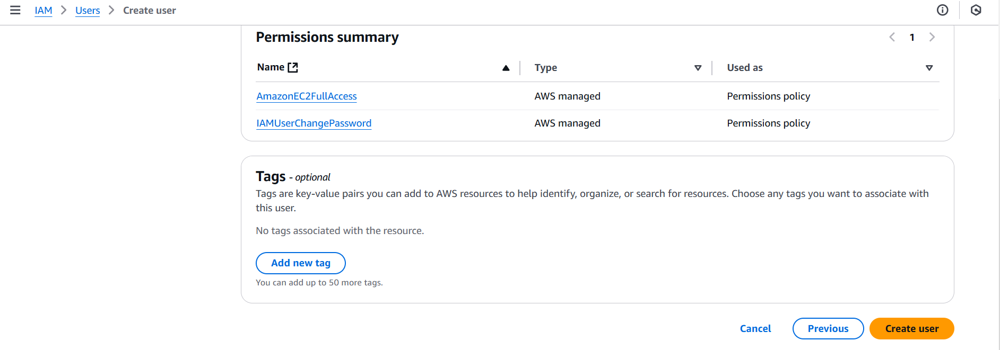 IAM > Users > Create user
Permissions summary
1
Name Type Used as
AmazonEC2FullAccess AWS managed Permissions policy
IAMUserChangePassword AWS managed Permissions policy
Tags - optional
Tags are key-value pairs you can add to AWS resources to help identify, organize, or search for resources. Choose any tags you want to associate with
this user.
No tags associated with the resource.
Add new tag
You can add up to 50 more tags.
Cancel Previous Create user